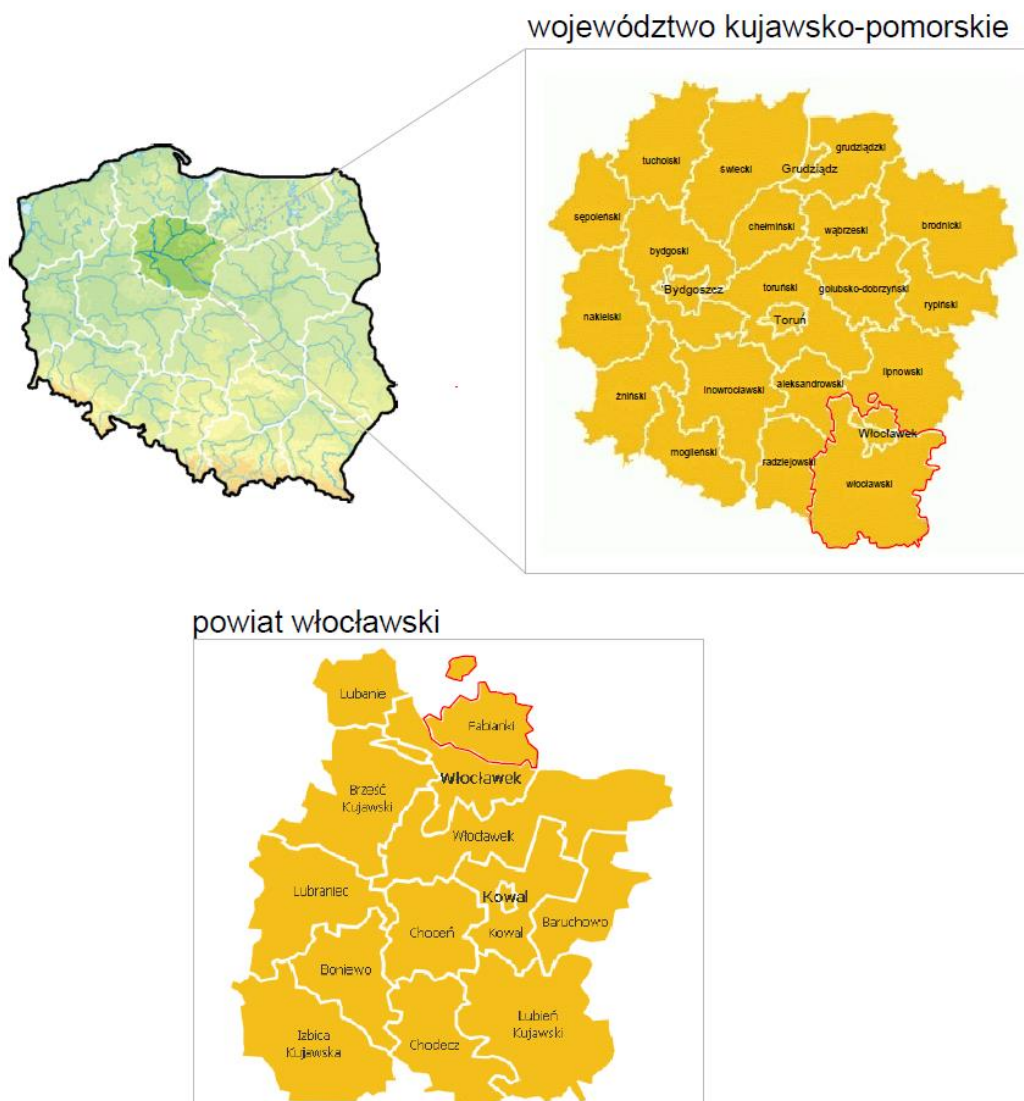 województwo kujawsko-pomorskie
tucholski
świecki
grudziądzki
Grudziądz
sępoleński
chełmiński
wąbrzeski
brodnicki
bydgoski
Bydgoszcz
toruński
golubsko-dobrzyński
rypiński
nakielski
Toruń
żniński
inowrocławski
aleksandrowski
lipnowski
mogileński
radziejowski
Włocławek
włocławski
powiat włocławski
Lubanie
Fabianki
Włocławek
Brześć
Kujawski
Włocławek
Lubraniec
Kowal
Choceń
Kowal
Baruchowo
Boniewo
Izbica
Kujawska
Chodecz
Lubień
Kujawski